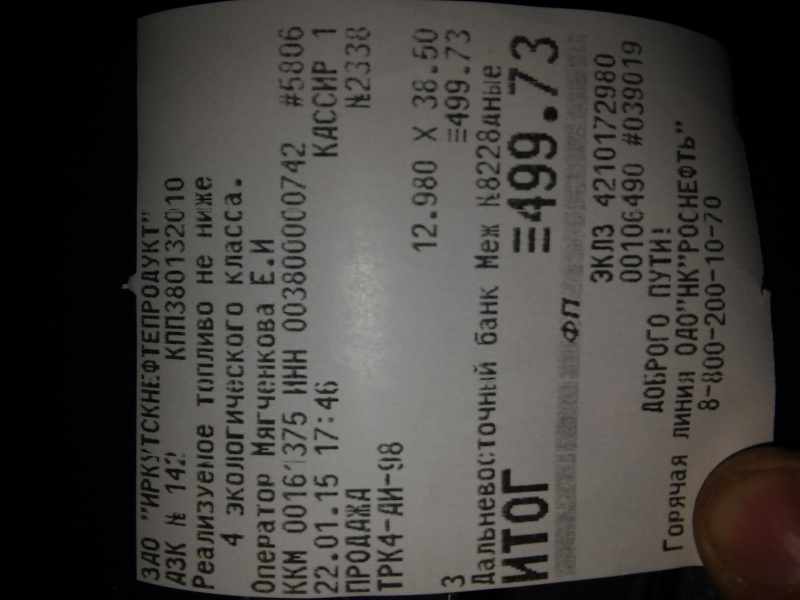 ЗАО "ИРКУТСКНЕФТЕПРОДУКТ"
АЗК № 142 КПП380132010
Реализуеное топливо не ниже
4 экологического класса.
Оператор Мягченкова Е.И
ККМ 00161375 ИНН 003800000742 #5806
22.01.15 17:46 КАССИР 1
ПРОДАЖА №2338
ТРК4-АИ-98
12.980 X 38.50
3 ≡499.73
Дальневосточный банк Меж №8228дные
ИТОГ ≡499.73
ФП
ЭКЛЗ 4210172980
00106490 #039019
ДОБРОГО ПУТИ!
Горячая линия ОАО"НК"РОСНЕФТЬ"
8-800-200-10-70